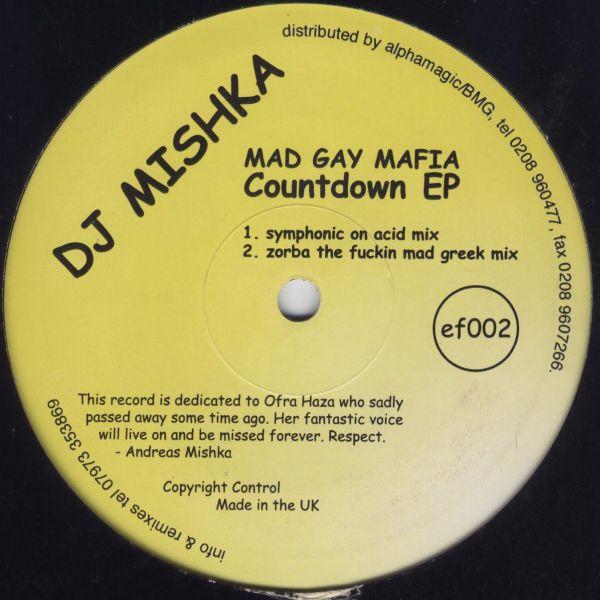 distributed by alphamagic/BMG, tel 0208 960477, fax 0208 9607266.
DJ MISHKA
MAD GAY MAFIA
Countdown EP
1. symphonic on acid mix
2. zorba the fuckin mad greek mix
ef002
This record is dedicated to Ofra Haza who sadly
passed away some time ago. Her fantastic voice
will live on and be missed forever. Respect.
- Andreas Mishka
Copyright Control
Made in the UK
info & remixes tel 07973 353869